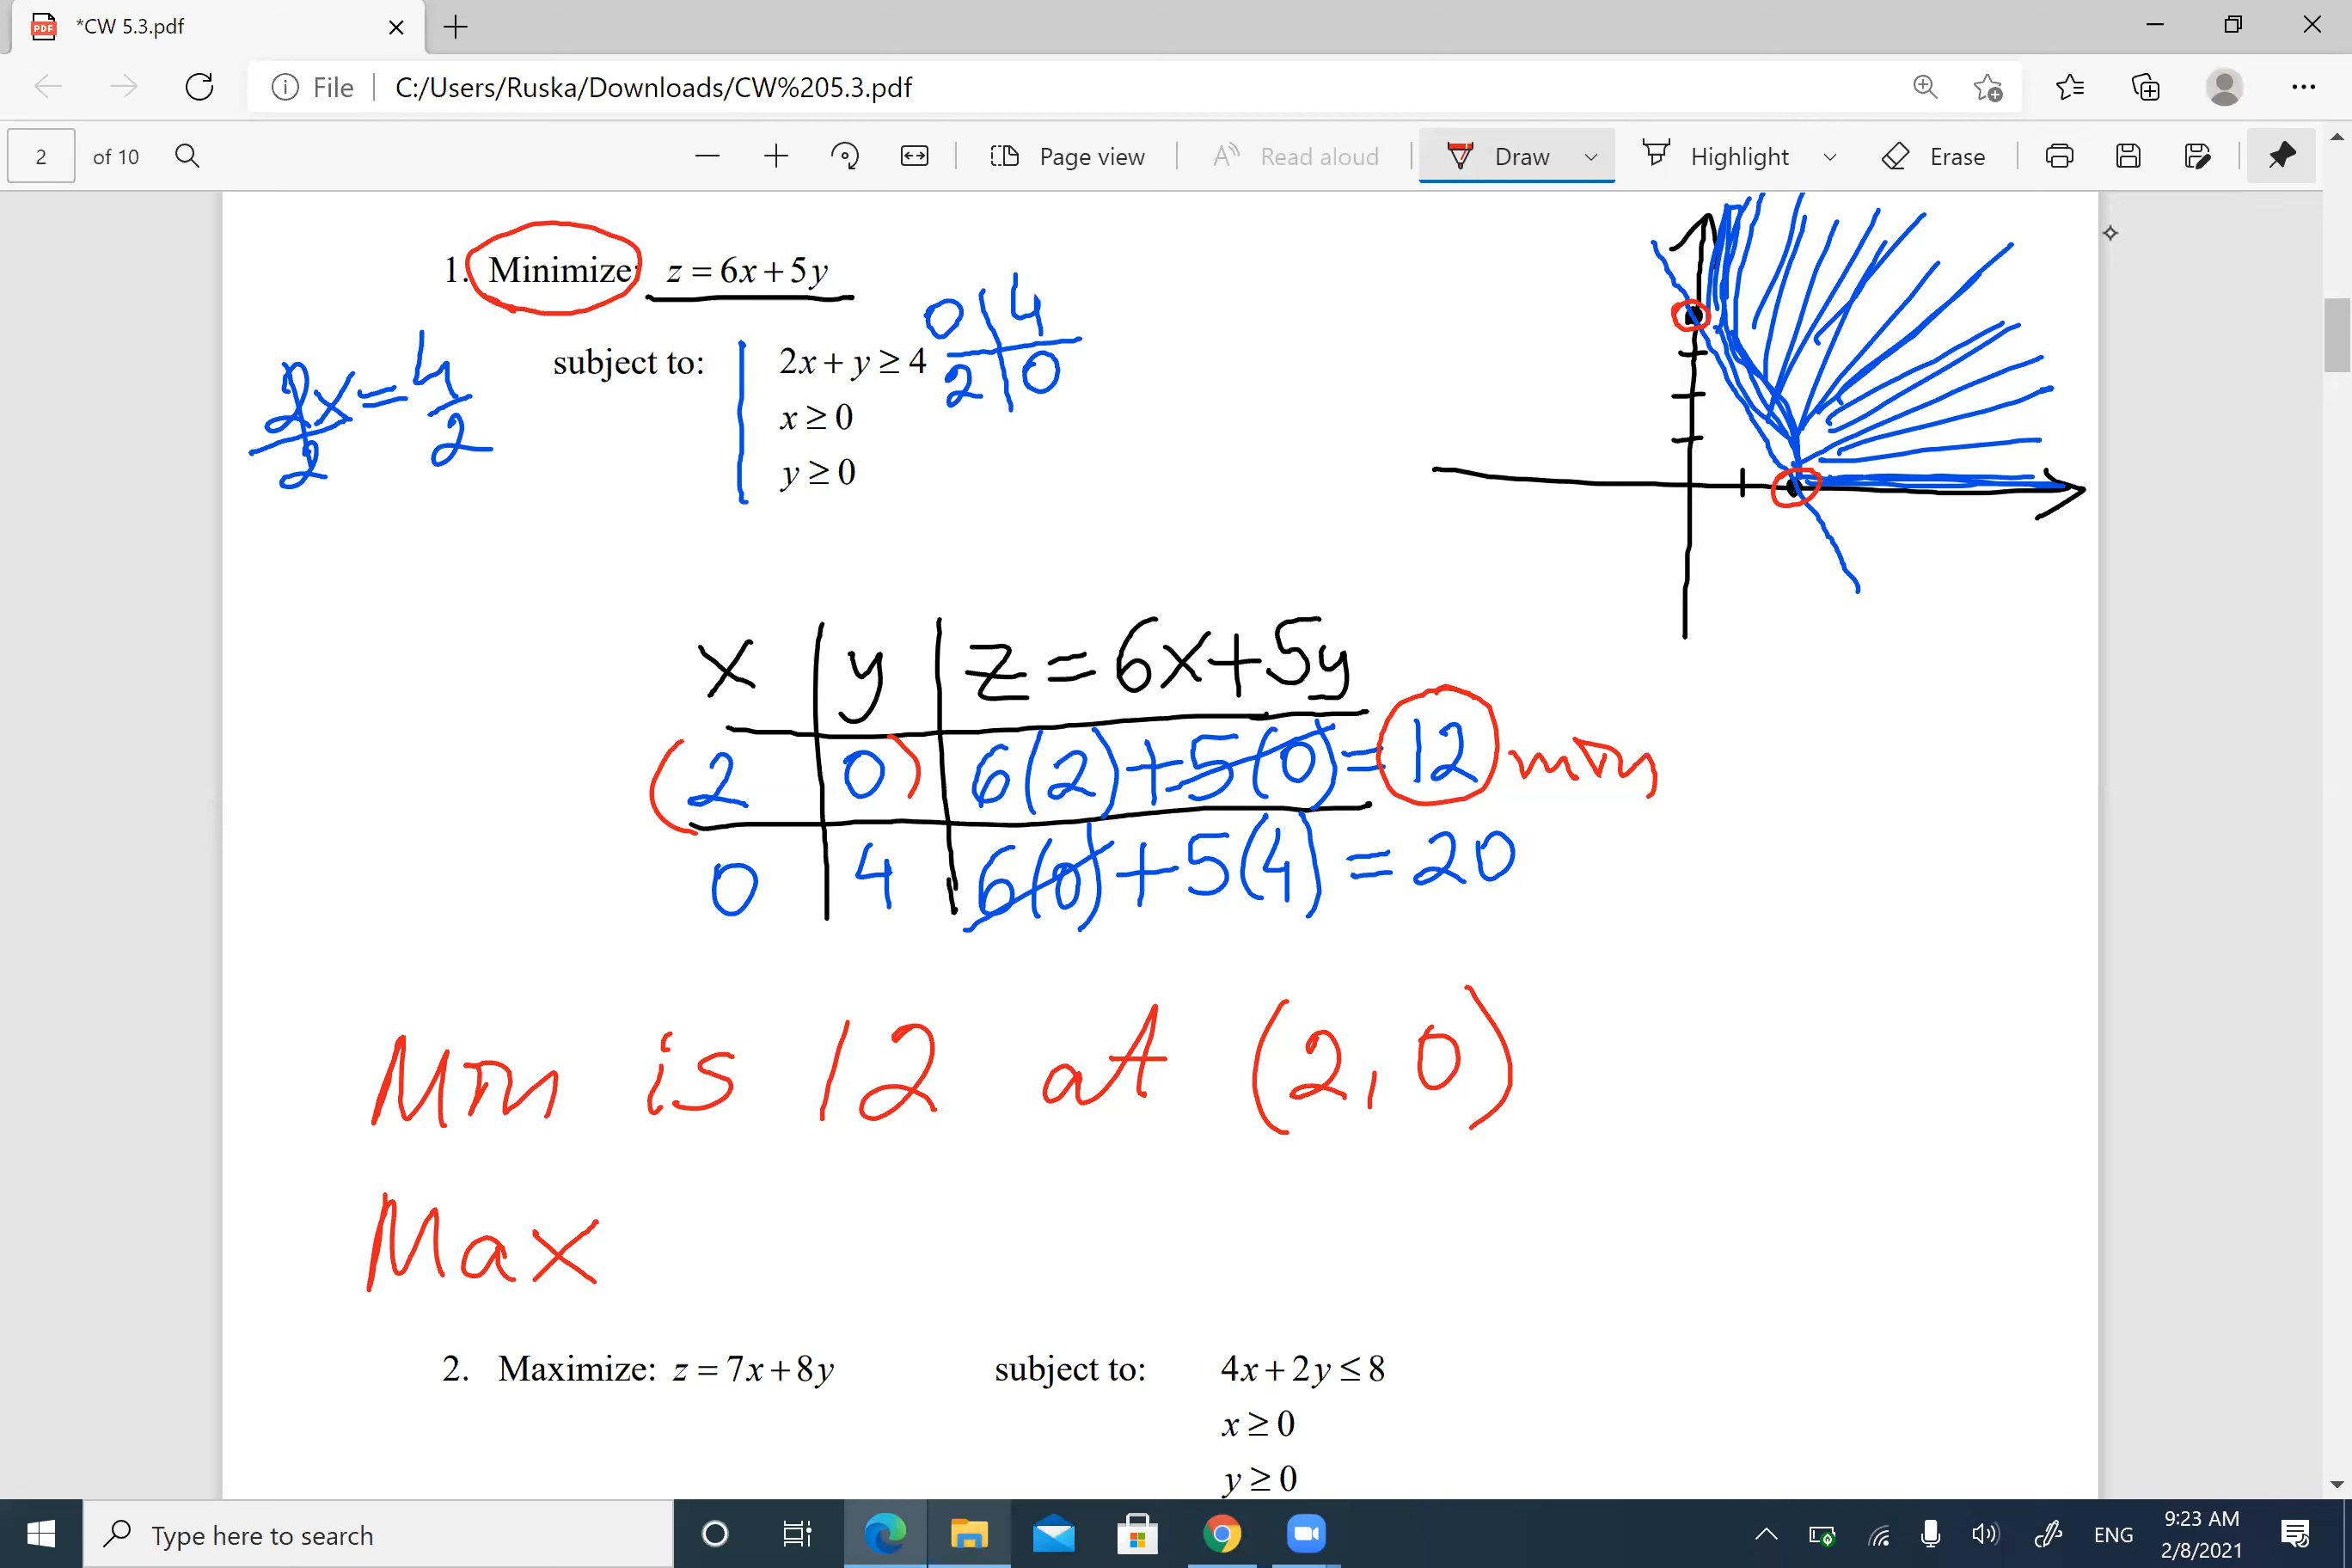 *CW 5.3.pdf
File C:/Users/Ruska/Downloads/CW%205.3.pdf
2 of 10 Page view Read aloud Draw Highlight Erase
1. Minimize: z = 6x + 5y
0 4
2 0
subject to: 2x + y ≥ 4
x ≥ 0
y ≥ 0
2x = 4
2 2
x y z = 6x + 5y
(2 0) 6(2) + 5(0) = 12 min
0 4 6(0) + 5(4) = 20
Min is 12 at (2, 0)
Max
2. Maximize: z = 7x + 8y subject to: 4x + 2y ≤ 8
x ≥ 0
y ≥ 0
Type here to search
ENG
9:23 AM
2/8/2021